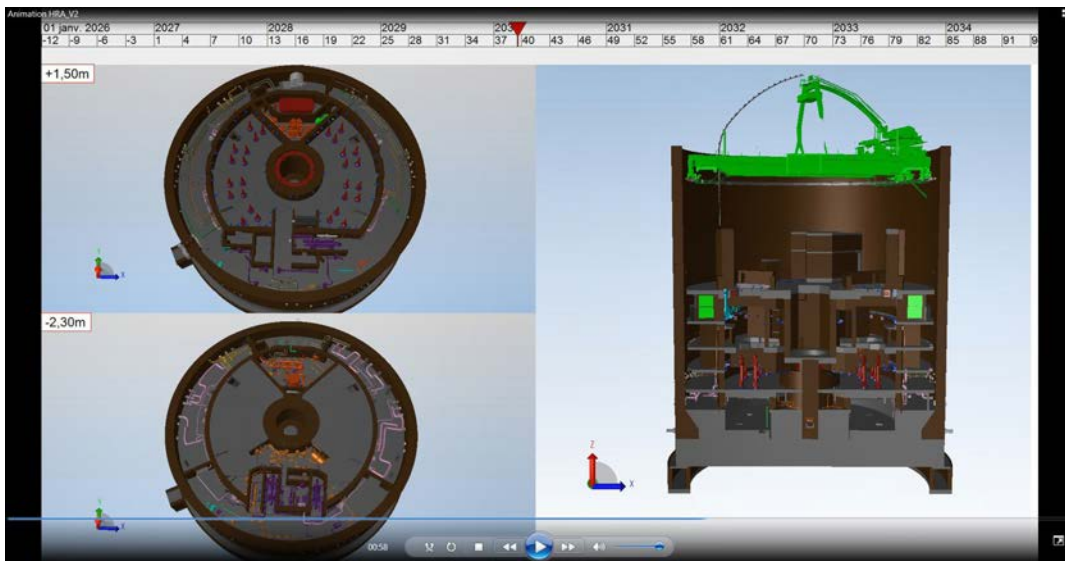 Animation HRA_V2
01 janv. 2026 2027 2028 2029 2031 2032 2033 2034
-12 -9 -6 -3 1 4 7 10 13 16 19 22 25 28 31 34 37 40 43 46 49 52 55 58 61 64 67 70 73 76 79 82 85 88 91
+1,50m
-2,30m
Z
X
X
X
00:58